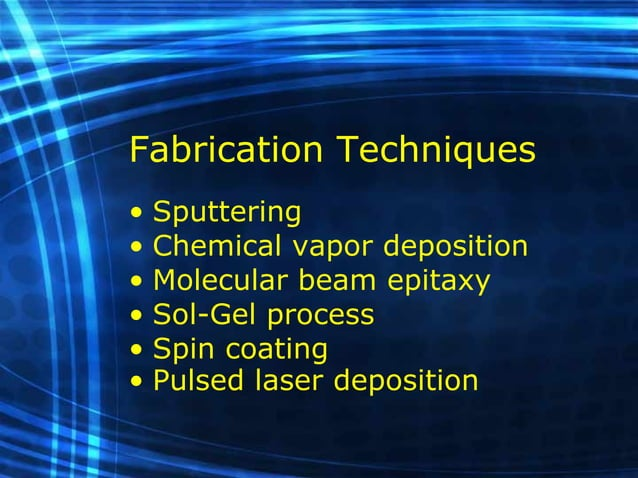 Fabrication Techniques
• Sputtering
• Chemical vapor deposition
• Molecular beam epitaxy
• Sol-Gel process
• Spin coating
• Pulsed laser deposition